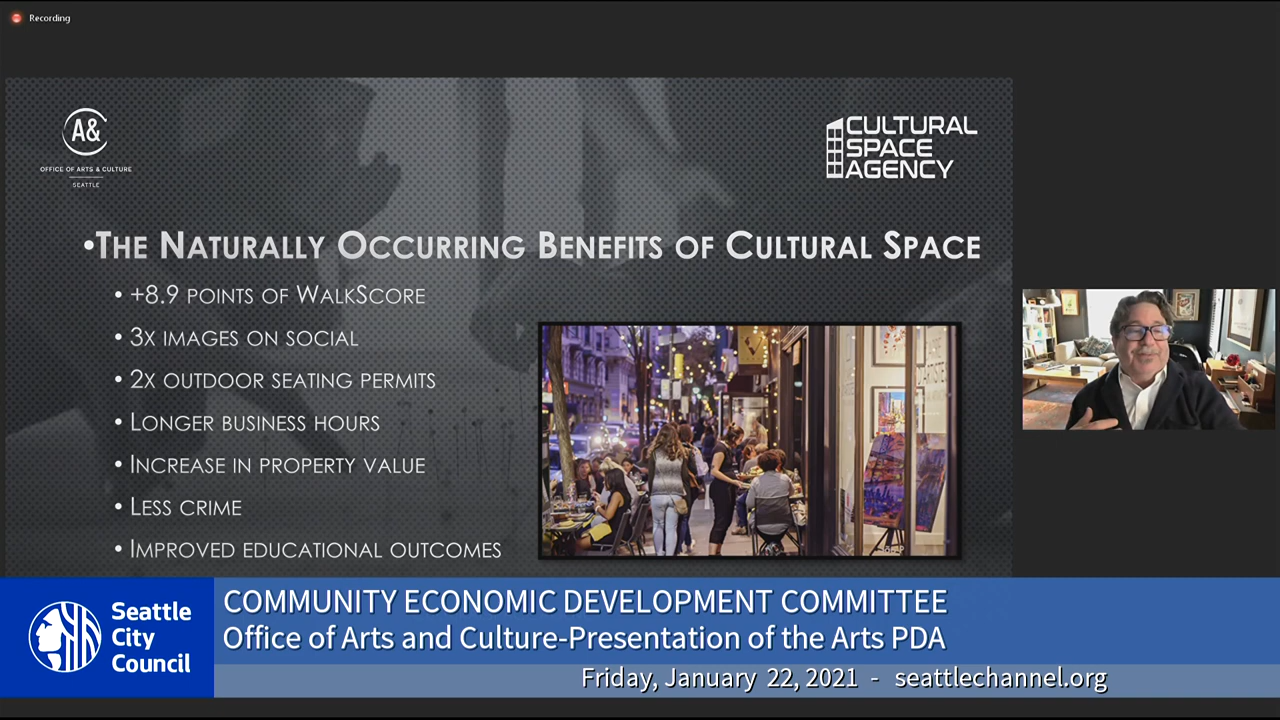 Recording
A&
OFFICE OF ARTS & CULTURE
SEATTLE
CULTURAL
SPACE
AGENCY
•THE NATURALLY OCCURRING BENEFITS OF CULTURAL SPACE
• +8.9 POINTS OF WALKSCORE
• 3X IMAGES ON SOCIAL
• 2X OUTDOOR SEATING PERMITS
• LONGER BUSINESS HOURS
• INCREASE IN PROPERTY VALUE
• LESS CRIME
• IMPROVED EDUCATIONAL OUTCOMES
Seattle
City
Council
COMMUNITY ECONOMIC DEVELOPMENT COMMITTEE
Office of Arts and Culture-Presentation of the Arts PDA
Friday, January 22, 2021 - seattlechannel.org